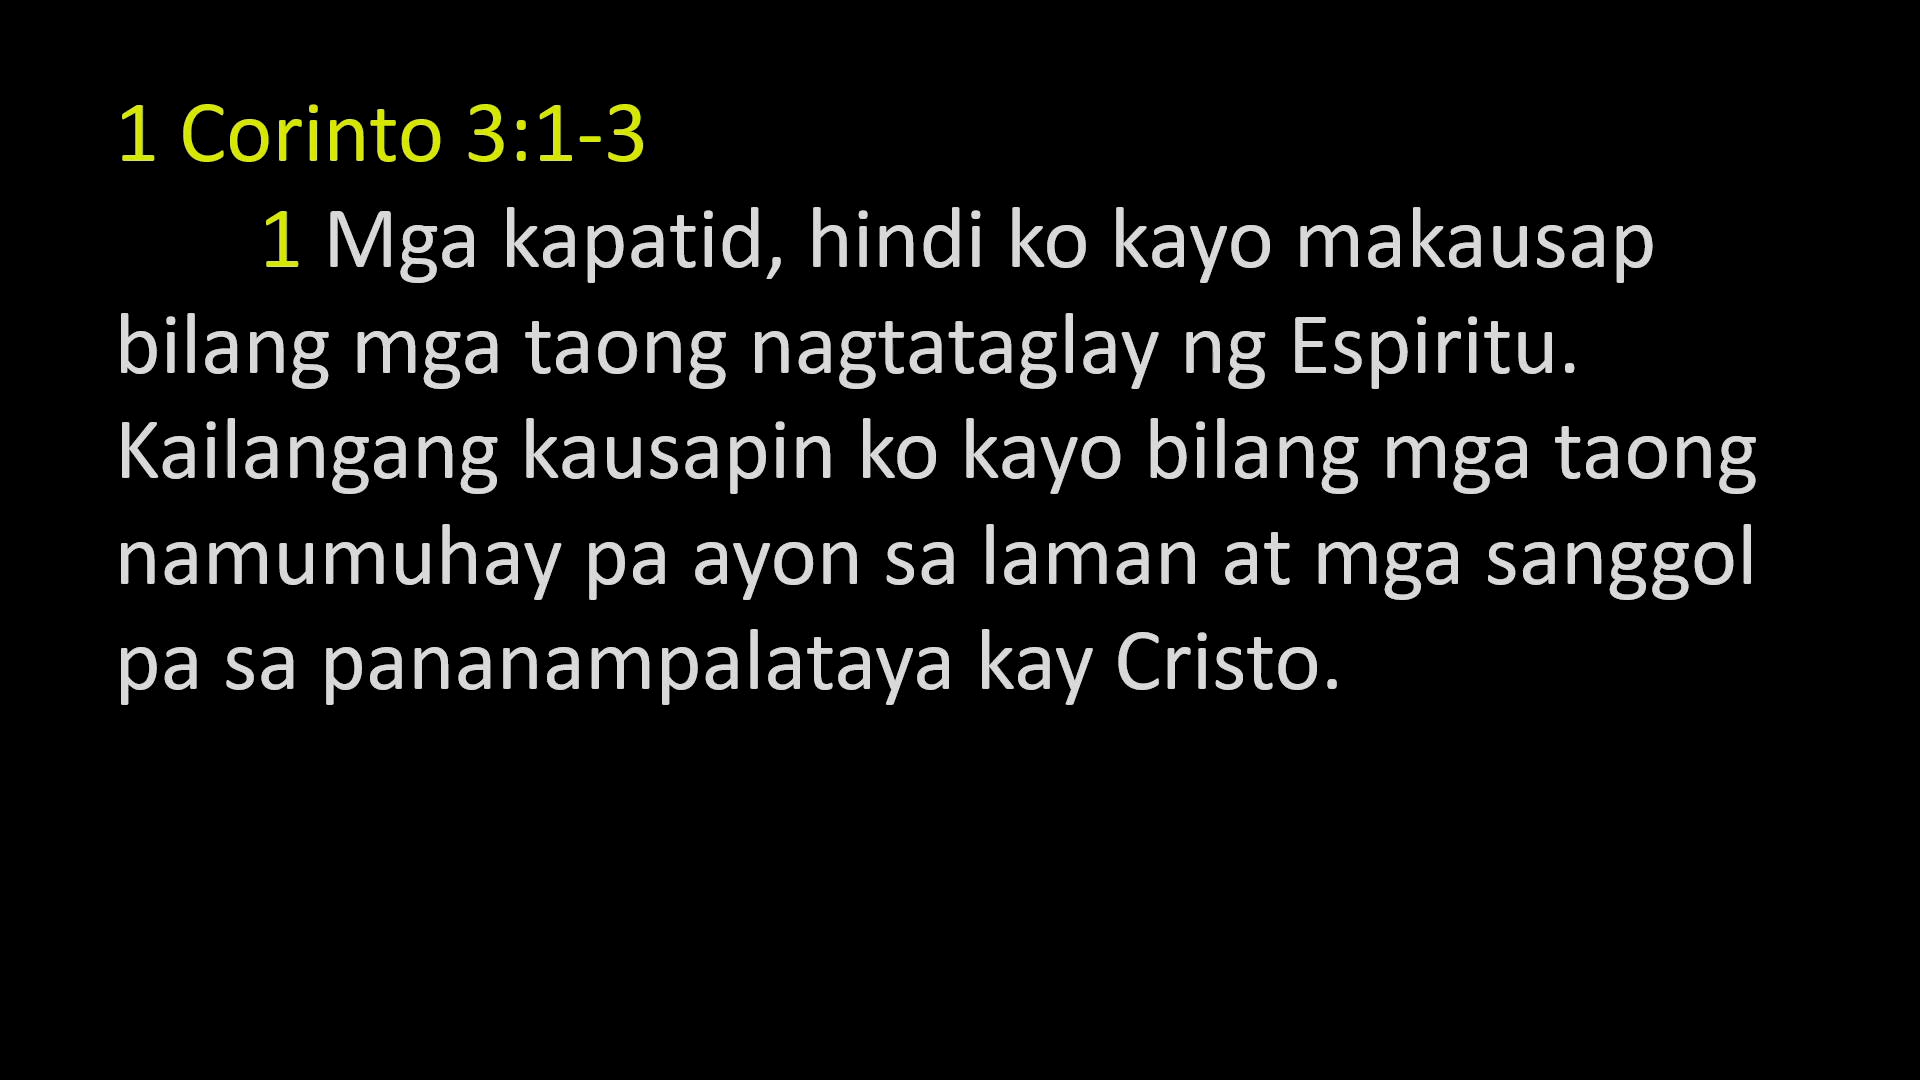 1 Corinto 3:1-3
1 Mga kapatid, hindi ko kayo makausap
bilang mga taong nagtataglay ng Espiritu.
Kailangang kausapin ko kayo bilang mga taong
namumuhay pa ayon sa laman at mga sanggol
pa sa pananampalataya kay Cristo.